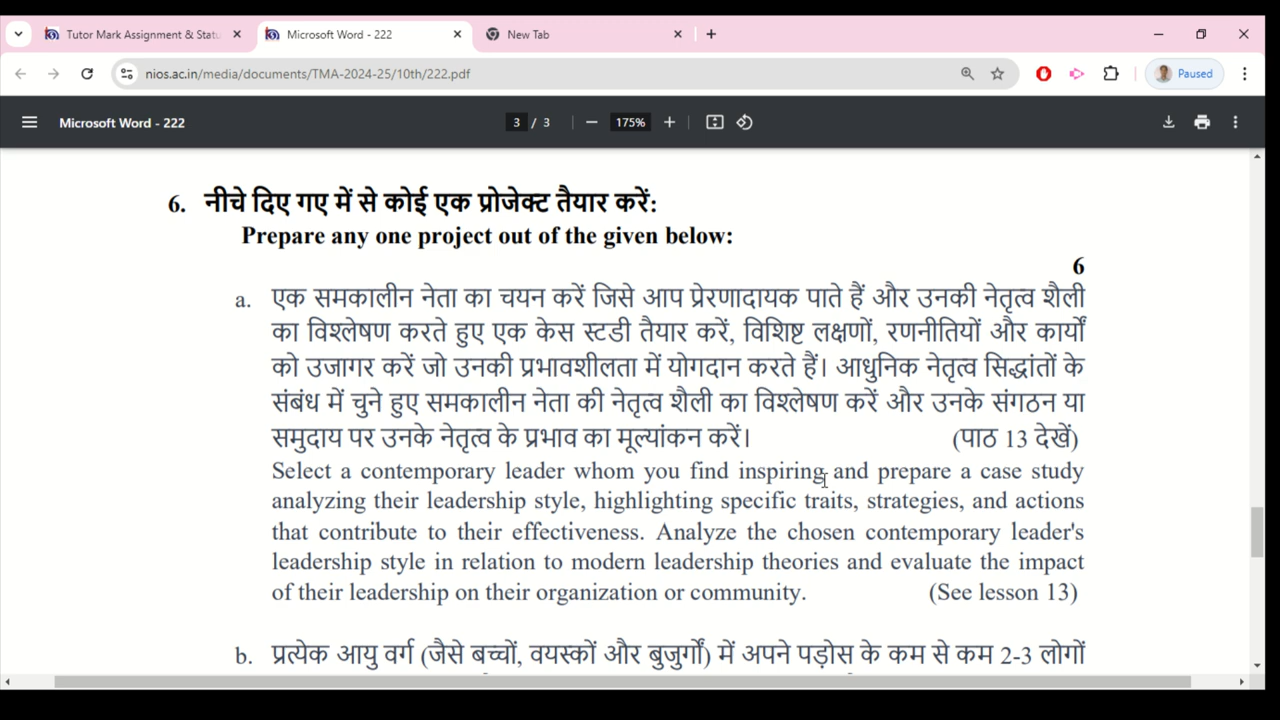 Tutor Mark Assignment & Statu
Microsoft Word - 222
New Tab
nios.ac.in/media/documents/TMA-2024-25/10th/222.pdf
Paused
Microsoft Word - 222
3 / 3
175%
6. नीचे दिए गए में से कोई एक प्रोजेक्ट तैयार करें:
Prepare any one project out of the given below:
6
a. एक समकालीन नेता का चयन करें जिसे आप प्रेरणादायक पाते हैं और उनकी नेतृत्व शैली
का विश्लेषण करते हुए एक केस स्टडी तैयार करें, विशिष्ट लक्षणों, रणनीतियों और कार्यों
को उजागर करें जो उनकी प्रभावशीलता में योगदान करते हैं। आधुनिक नेतृत्व सिद्धांतों के
संबंध में चुने हुए समकालीन नेता की नेतृत्व शैली का विश्लेषण करें और उनके संगठन या
समुदाय पर उनके नेतृत्व के प्रभाव का मूल्यांकन करें। (पाठ 13 देखें)
Select a contemporary leader whom you find inspiring and prepare a case study
analyzing their leadership style, highlighting specific traits, strategies, and actions
that contribute to their effectiveness. Analyze the chosen contemporary leader's
leadership style in relation to modern leadership theories and evaluate the impact
of their leadership on their organization or community. (See lesson 13)
b. प्रत्येक आयु वर्ग (जैसे बच्चों, वयस्कों और बुजुर्गों) में अपने पड़ोस के कम से कम 2-3 लोगों